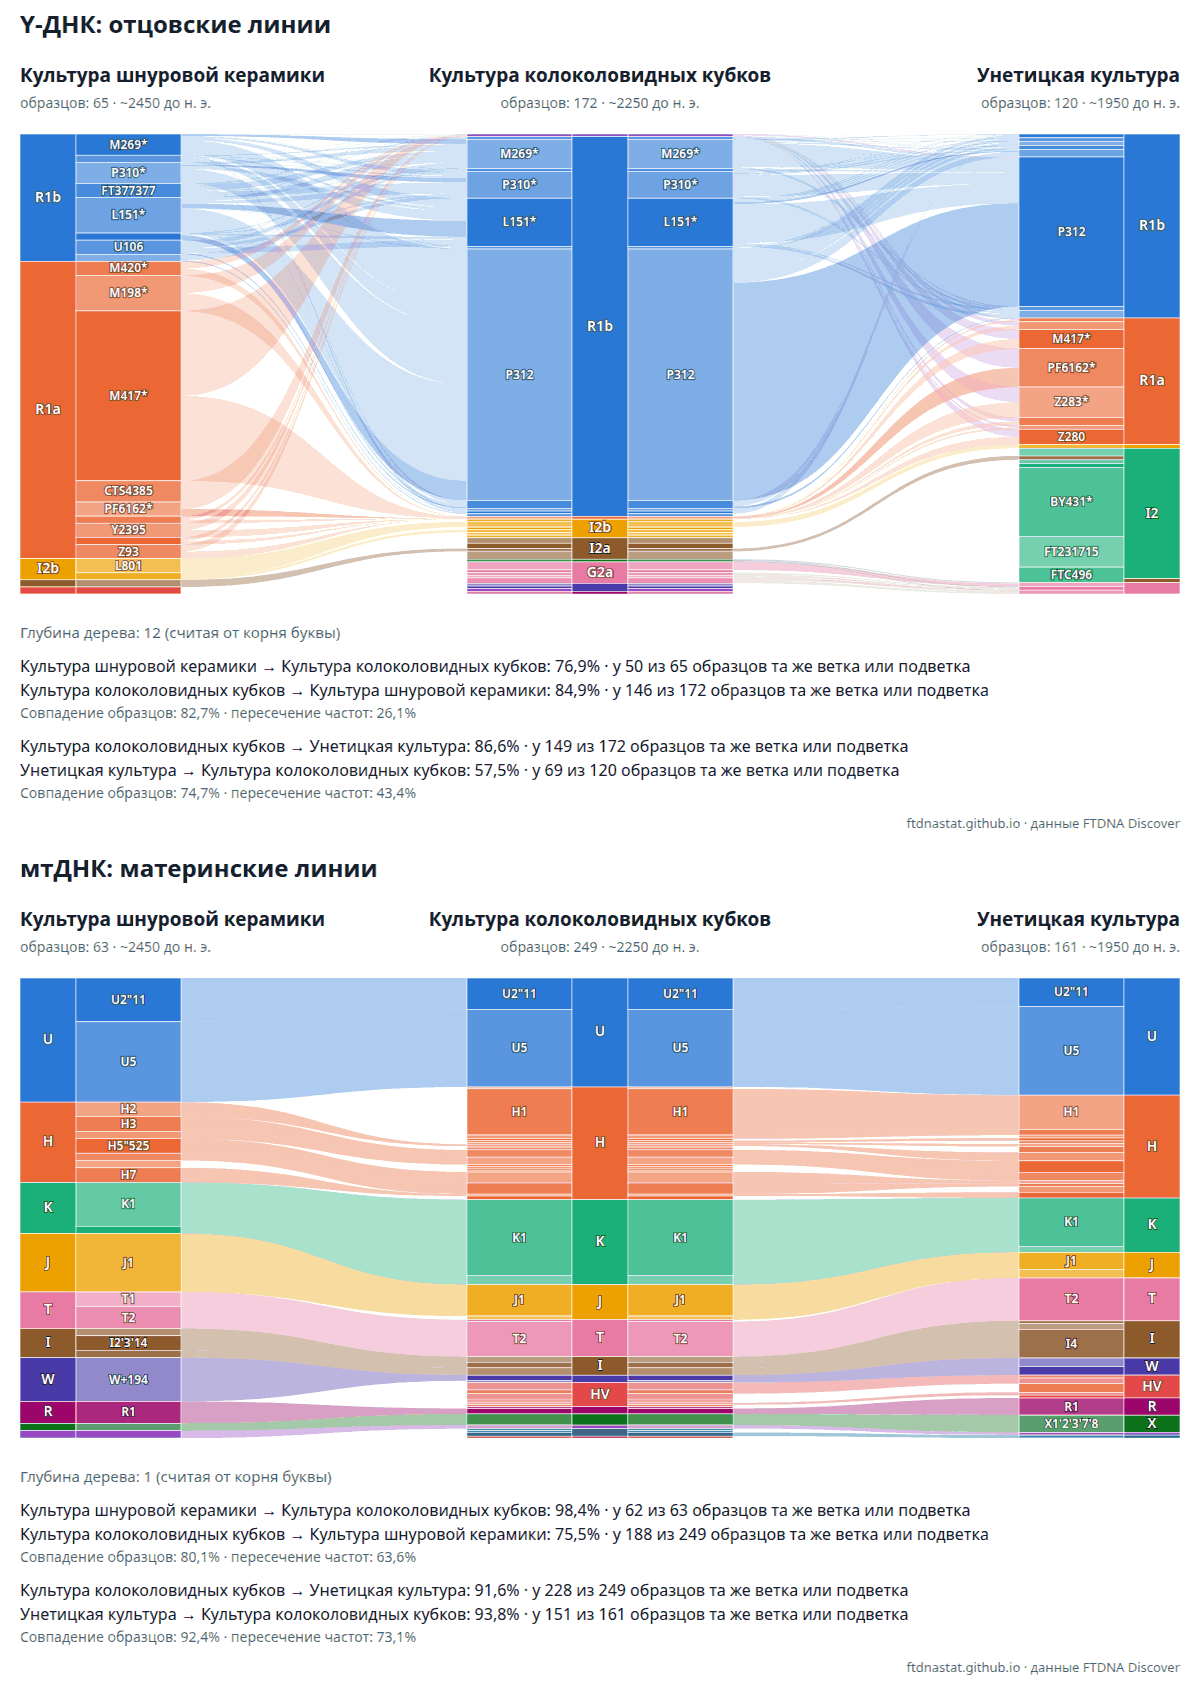 Y-ДНК: отцовские линии
Культура шнуровой керамики
Культура колоколовидных кубков
Унетицкая культура
образцов: 65 · ~2450 до н. э.
образцов: 172 · ~2250 до н. э.
образцов: 120 · ~1950 до н. э.
R1b
R1a
I2b
M269*
P310*
FT377377
L151*
U106
M420*
M198*
M417*
CTS4385
PF6162*
Y2395
Z93
L801
M269*
P310*
L151*
P312
R1b
I2b
I2a
G2a
M269*
P310*
L151*
P312
P312
M417*
PF6162*
Z283*
Z280
BY431*
FT231715
FTC496
R1b
R1a
I2
Глубина дерева: 12 (считая от корня буквы)
Культура шнуровой керамики → Культура колоколовидных кубков: 76,9% · у 50 из 65 образцов та же ветка или подветка
Культура колоколовидных кубков → Культура шнуровой керамики: 84,9% · у 146 из 172 образцов та же ветка или подветка
Совпадение образцов: 82,7% · пересечение частот: 26,1%
Культура колоколовидных кубков → Унетицкая культура: 86,6% · у 149 из 172 образцов та же ветка или подветка
Унетицкая культура → Культура колоколовидных кубков: 57,5% · у 69 из 120 образцов та же ветка или подветка
Совпадение образцов: 74,7% · пересечение частот: 43,4%
ftdnastat.github.io · данные FTDNA Discover
мтДНК: материнские линии
Культура шнуровой керамики
Культура колоколовидных кубков
Унетицкая культура
образцов: 63 · ~2450 до н. э.
образцов: 249 · ~2250 до н. э.
образцов: 161 · ~1950 до н. э.
U
H
K
J
T
I
W
R
U2"11
U5
H2
H3
H5"525
H7
K1
J1
T1
T2
I2'3'14
W+194
R1
U2"11
U5
H1
K1
J1
T2
U
H
K
J
T
I
HV
U2"11
U5
H1
K1
J1
T2
U2"11
U5
H1
K1
J1
T2
I4
R1
X1'2'3'7'8
U
H
K
J
T
I
W
HV
R
X
Глубина дерева: 1 (считая от корня буквы)
Культура шнуровой керамики → Культура колоколовидных кубков: 98,4% · у 62 из 63 образцов та же ветка или подветка
Культура колоколовидных кубков → Культура шнуровой керамики: 75,5% · у 188 из 249 образцов та же ветка или подветка
Совпадение образцов: 80,1% · пересечение частот: 63,6%
Культура колоколовидных кубков → Унетицкая культура: 91,6% · у 228 из 249 образцов та же ветка или подветка
Унетицкая культура → Культура колоколовидных кубков: 93,8% · у 151 из 161 образцов та же ветка или подветка
Совпадение образцов: 92,4% · пересечение частот: 73,1%
ftdnastat.github.io · данные FTDNA Discover